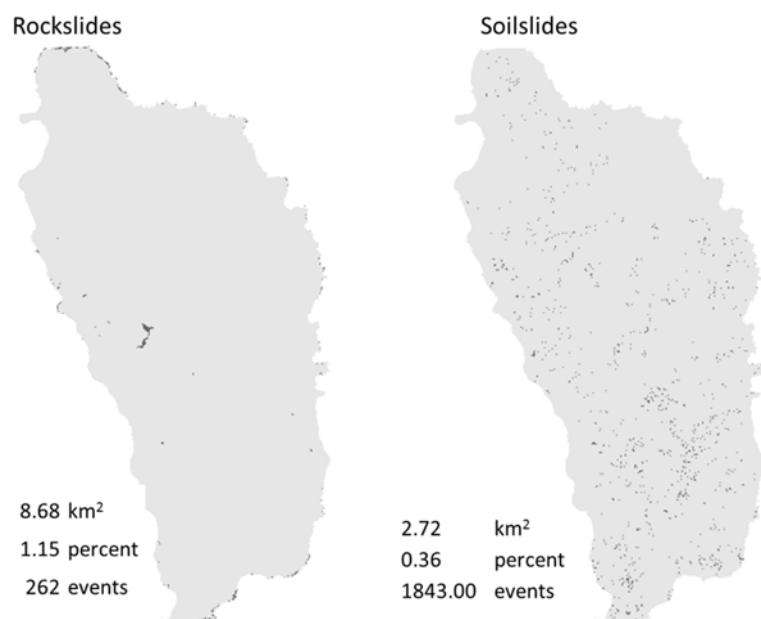 Rockslides
8.68 km²
1.15 percent
262 events
Soilslides
2.72 km²
0.36 percent
1843.00 events